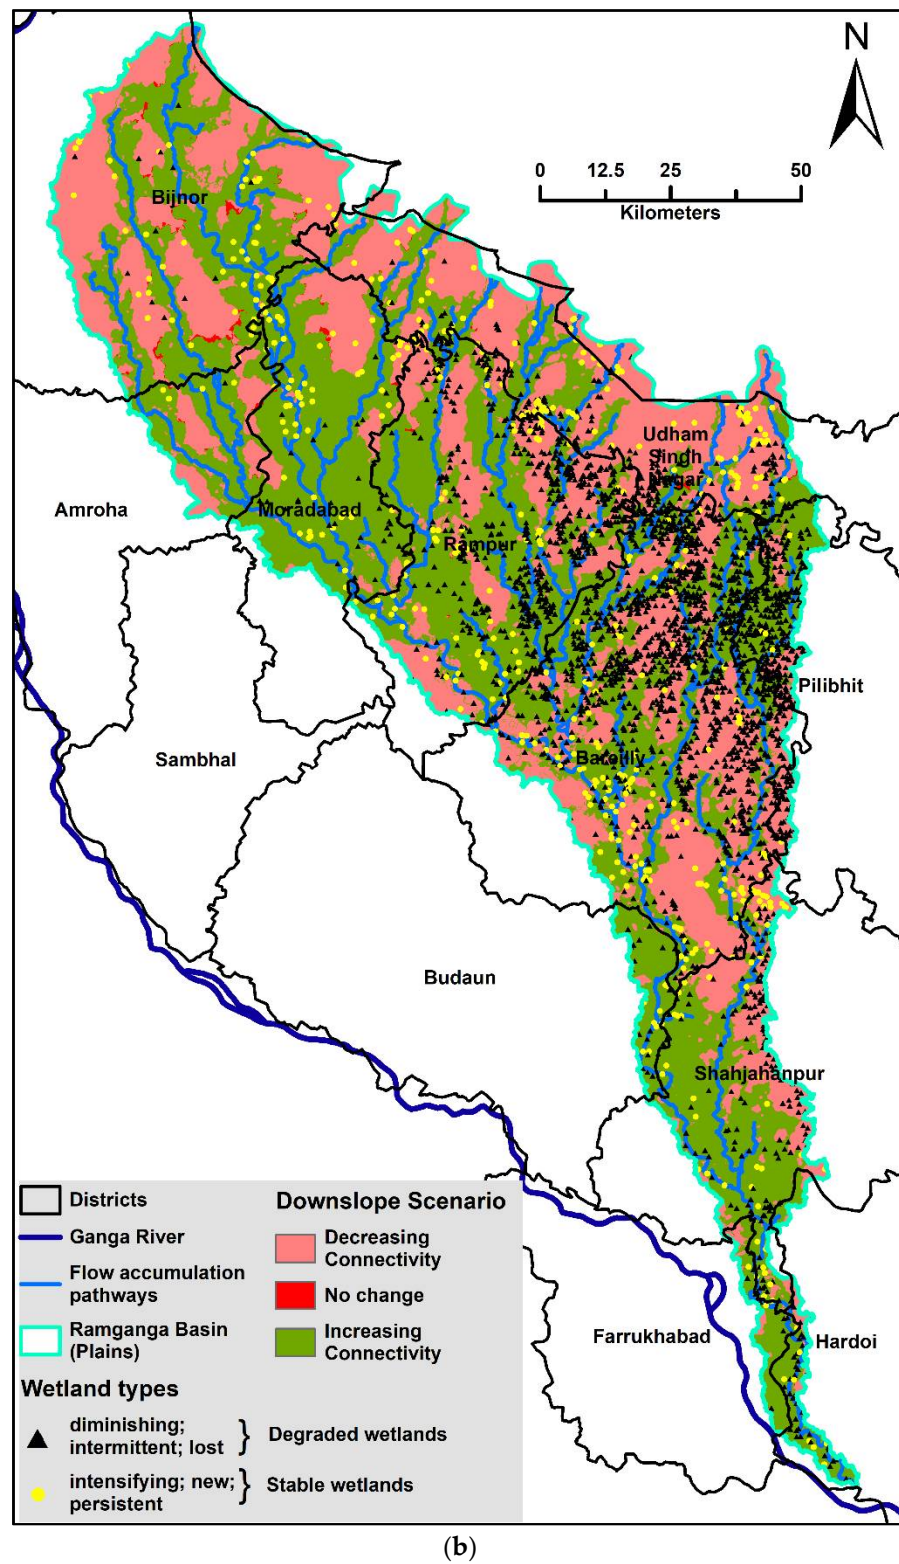 N
0 12.5 25 50
Kilometers
Bijnor
Udham
Singh
Nagar
Amroha
Moradabad
Rampur
Pilibhit
Sambhal
Bareilly
Budaun
Shahjahanpur
Farrukhabad
Hardoi
Districts
Ganga River
Flow accumulation
pathways
Ramganga Basin
(Plains)
Downslope Scenario
Decreasing
Connectivity
No change
Increasing
Connectivity
Wetland types
diminishing;
intermittent; lost
} Degraded wetlands
intensifying; new;
persistent
} Stable wetlands
(b)